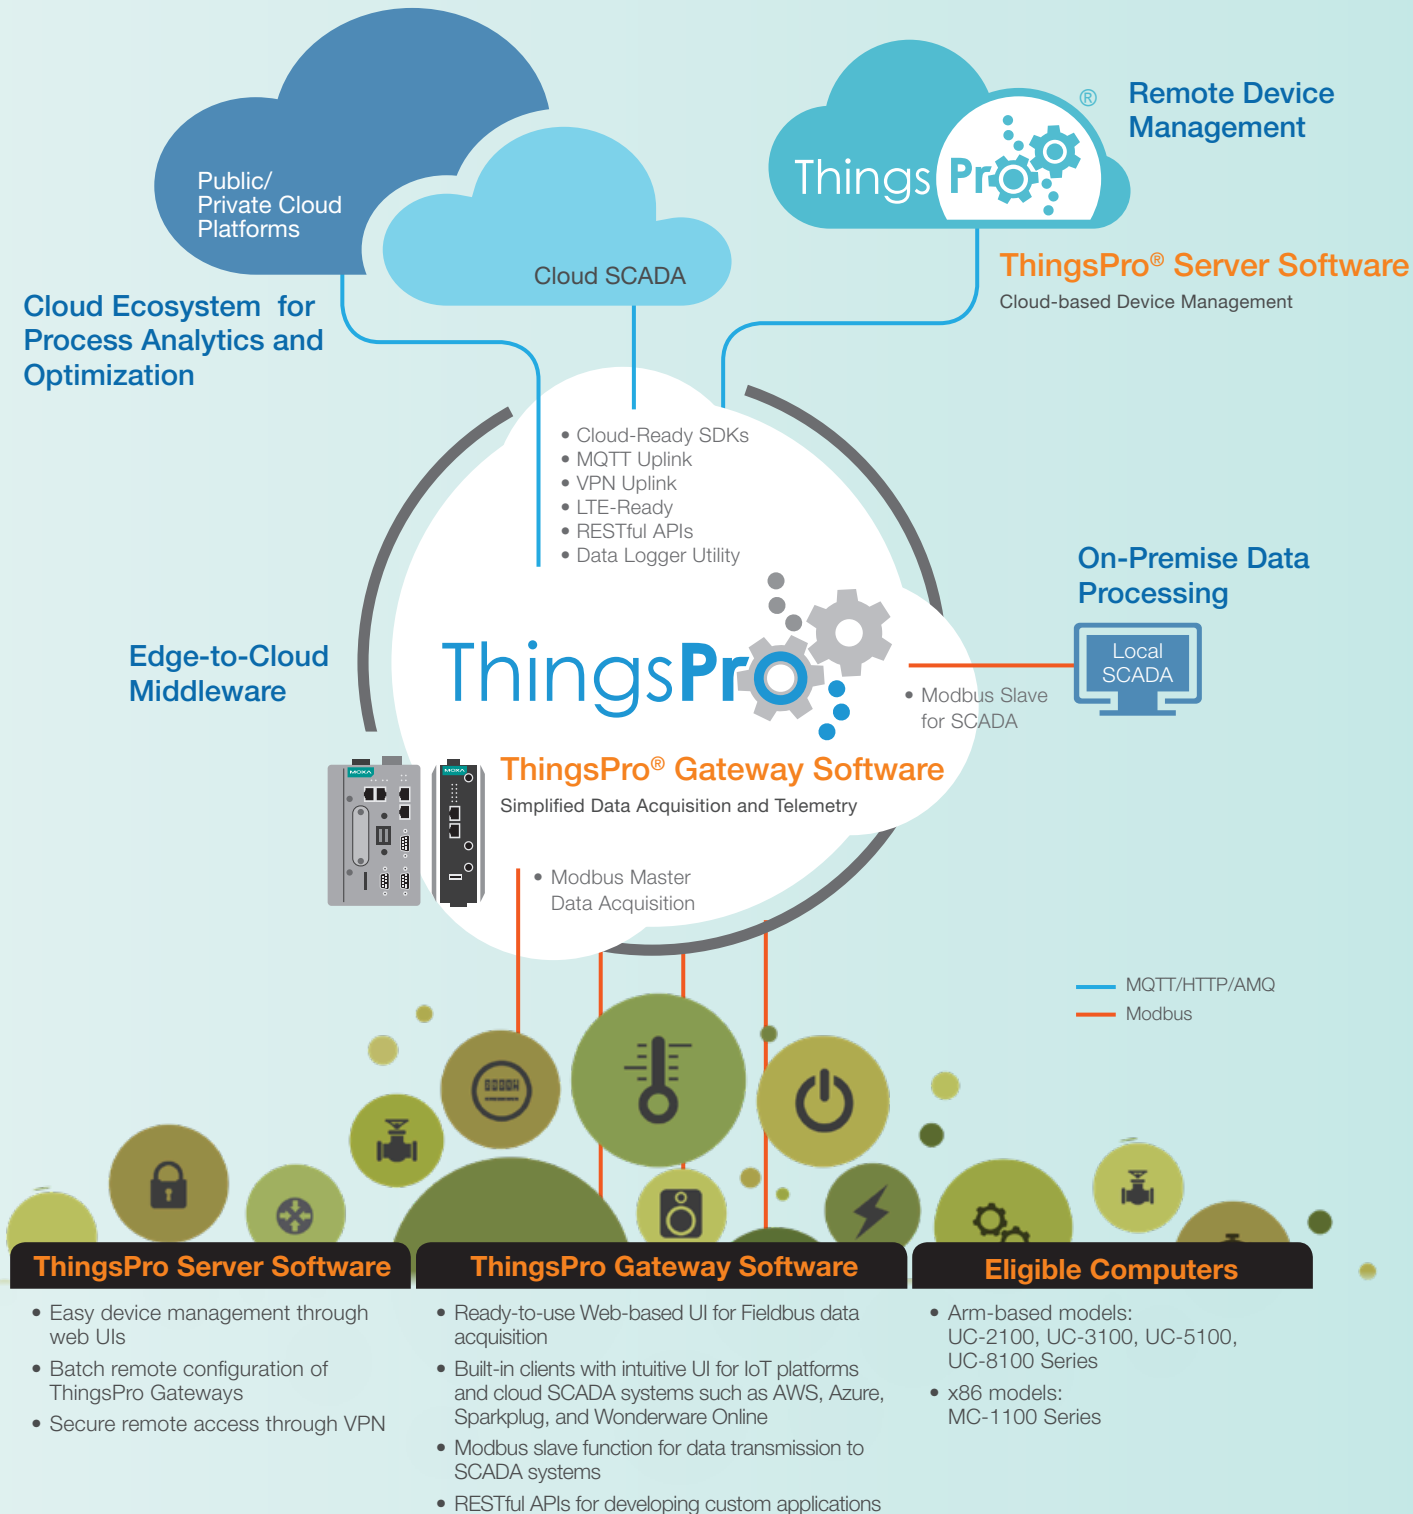 Public/
Private Cloud
Platforms
Cloud SCADA
Things Pro
®
Remote Device
Management
ThingsPro® Server Software
Cloud-based Device Management
Cloud Ecosystem for
Process Analytics and
Optimization
• Cloud-Ready SDKs
• MQTT Uplink
• VPN Uplink
• LTE-Ready
• RESTful APIs
• Data Logger Utility
On-Premise Data
Processing
Local
SCADA
Edge-to-Cloud
Middleware
ThingsPro
• Modbus Slave
for SCADA
MOXA
MOXA
ThingsPro® Gateway Software
Simplified Data Acquisition and Telemetry
• Modbus Master
Data Acquisition
MQTT/HTTP/AMQ
Modbus
ThingsPro Server Software
• Easy device management through
web UIs
• Batch remote configuration of
ThingsPro Gateways
• Secure remote access through VPN
ThingsPro Gateway Software
• Ready-to-use Web-based UI for Fieldbus data
acquisition
• Built-in clients with intuitive UI for IoT platforms
and cloud SCADA systems such as AWS, Azure,
Sparkplug, and Wonderware Online
• Modbus slave function for data transmission to
SCADA systems
• RESTful APIs for developing custom applications
Eligible Computers
• Arm-based models:
UC-2100, UC-3100, UC-5100,
UC-8100 Series
• x86 models:
MC-1100 Series